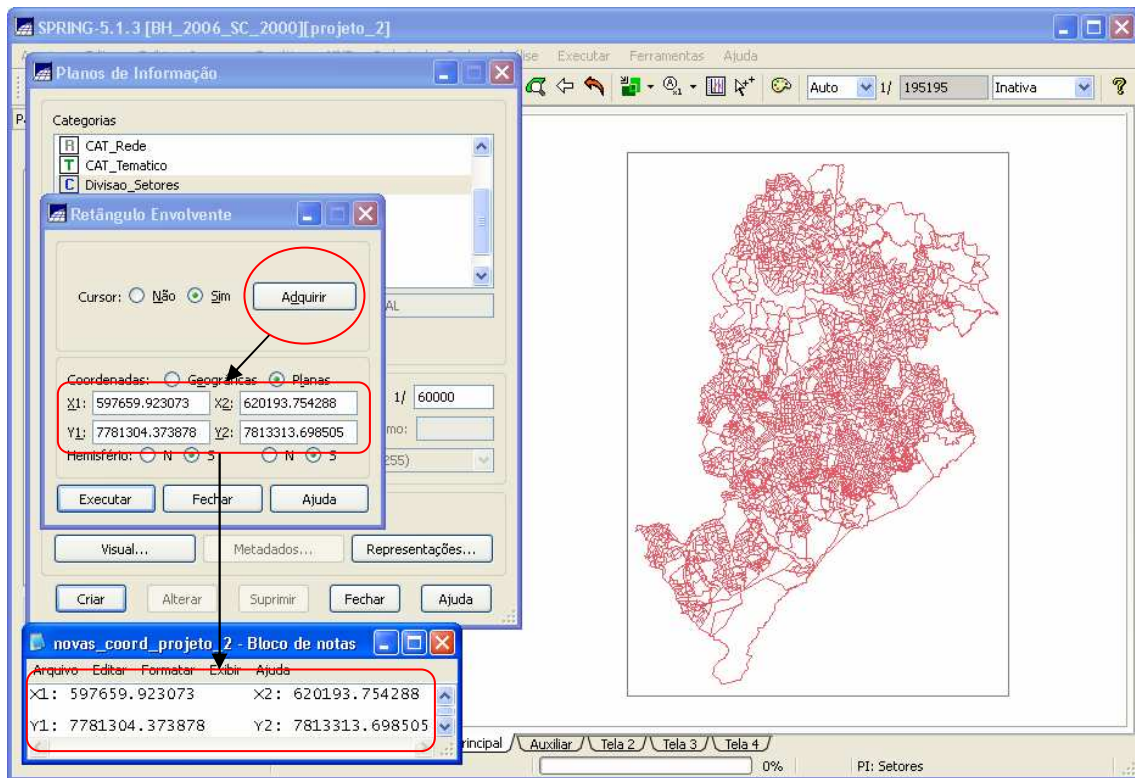 SPRING-5.1.3 [BH_2006_SC_2000][projeto_2]
Executar Ferramentas Ajuda
Auto 1/ 195195 Inativa
Planos de Informação
Categorias
R CAT_Rede
T CAT_Tematico
C Divisao_Setores
Retângulo Envolvente
Cursor: Não Sim Adquirir
Coordenadas: Geográficas Planas
X1: 597659.923073 X2: 620193.754288
Y1: 7781304.373878 Y2: 7813313.698505
Hemisfério: N S N S
Executar Fechar Ajuda
1/ 60000
Visual... Metadados... Representações...
Criar Alterar Suprimir Fechar Ajuda
novas_coord_projeto_2 - Bloco de notas
Arquivo Editar Formatar Exibir Ajuda
X1: 597659.923073 X2: 620193.754288
Y1: 7781304.373878 Y2: 7813313.698505
Auxiliar Tela 2 Tela 3 Tela 4
0% PI: Setores